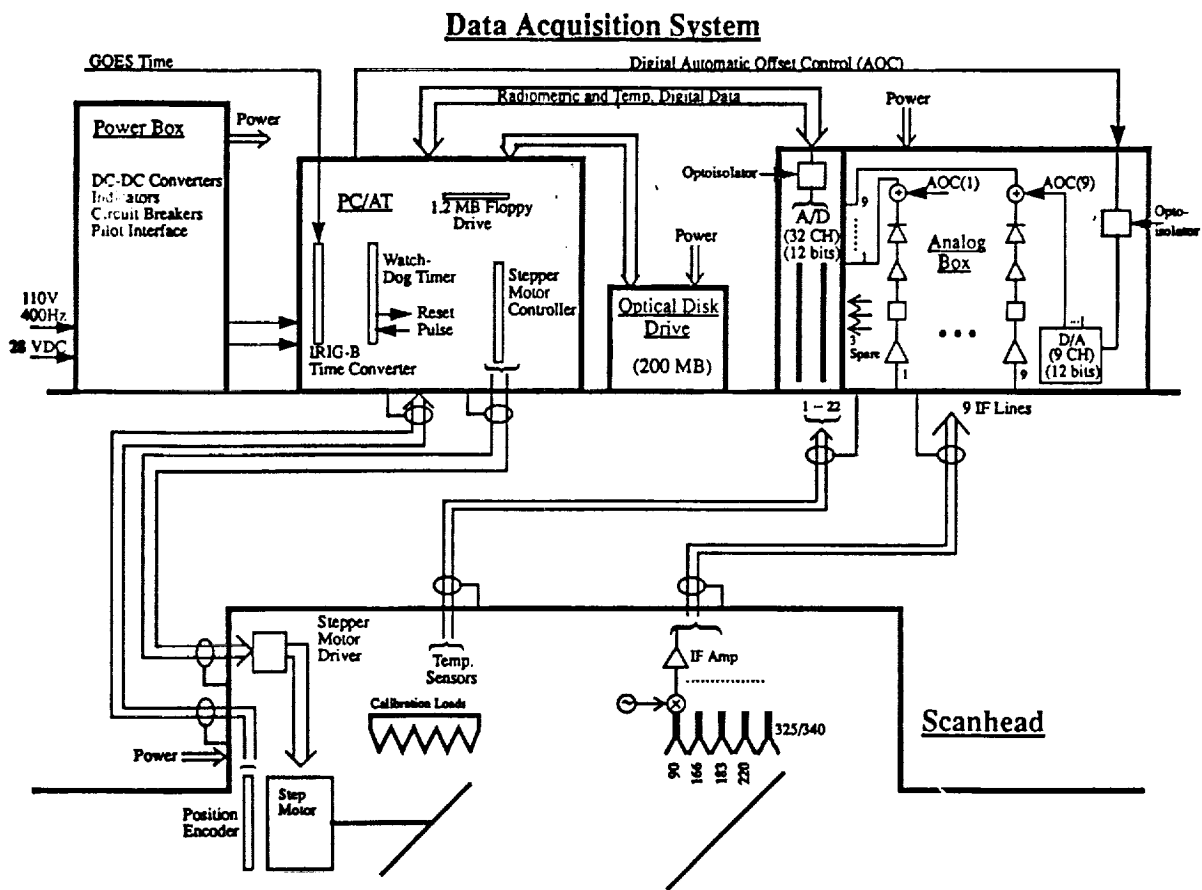 Data Acquisition System
GOES Time
Digital Automatic Offset Control (AOC)
Radiometric and Temp. Digital Data
Power Box
Power
Power
DC-DC Converters
Indicators
Circuit Breakers
Pilot Interface
PC/AT
1.2 MB Floppy
Drive
Optoisolator
A/D
(32 CH)
(12 bits)
9
1
AOC(1)
AOC(9)
Analog
Box
Opto-
isolator
Watch-
Dog Timer
Reset
Pulse
Stepper
Motor
Controller
Power
Optical Disk
Drive
(200 MB)
3
Spare
...1
D/A
(9 CH)
(12 bits)
110V
400Hz
28 VDC
IRIG-B
Time Converter
1
9
1 -- 22
9 IF Lines
Stepper
Motor
Driver
Temp.
Sensors
IF Amp
Calibration Loads
325/340
90
166
183
220
Scanhead
Power
Position
Encoder
Step
Motor